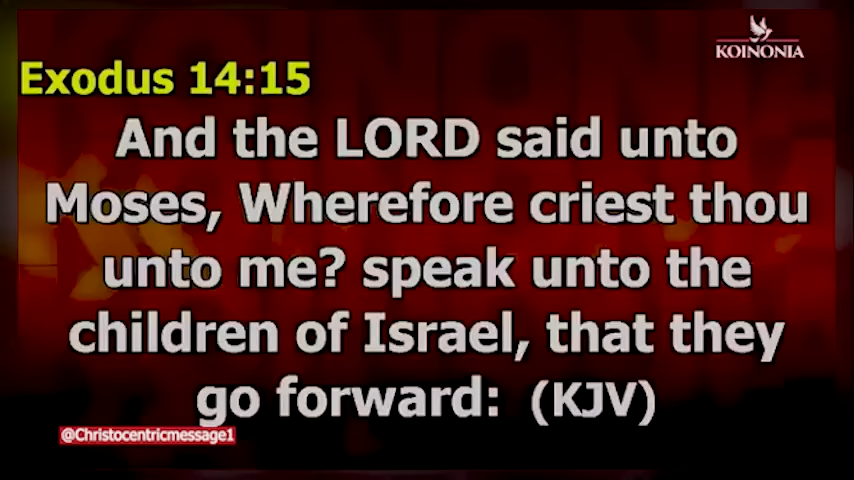 KOINONIA
Exodus 14:15
And the LORD said unto
Moses, Wherefore criest thou
unto me? speak unto the
children of Israel, that they
go forward: (KJV)
@Christocentricmessage1